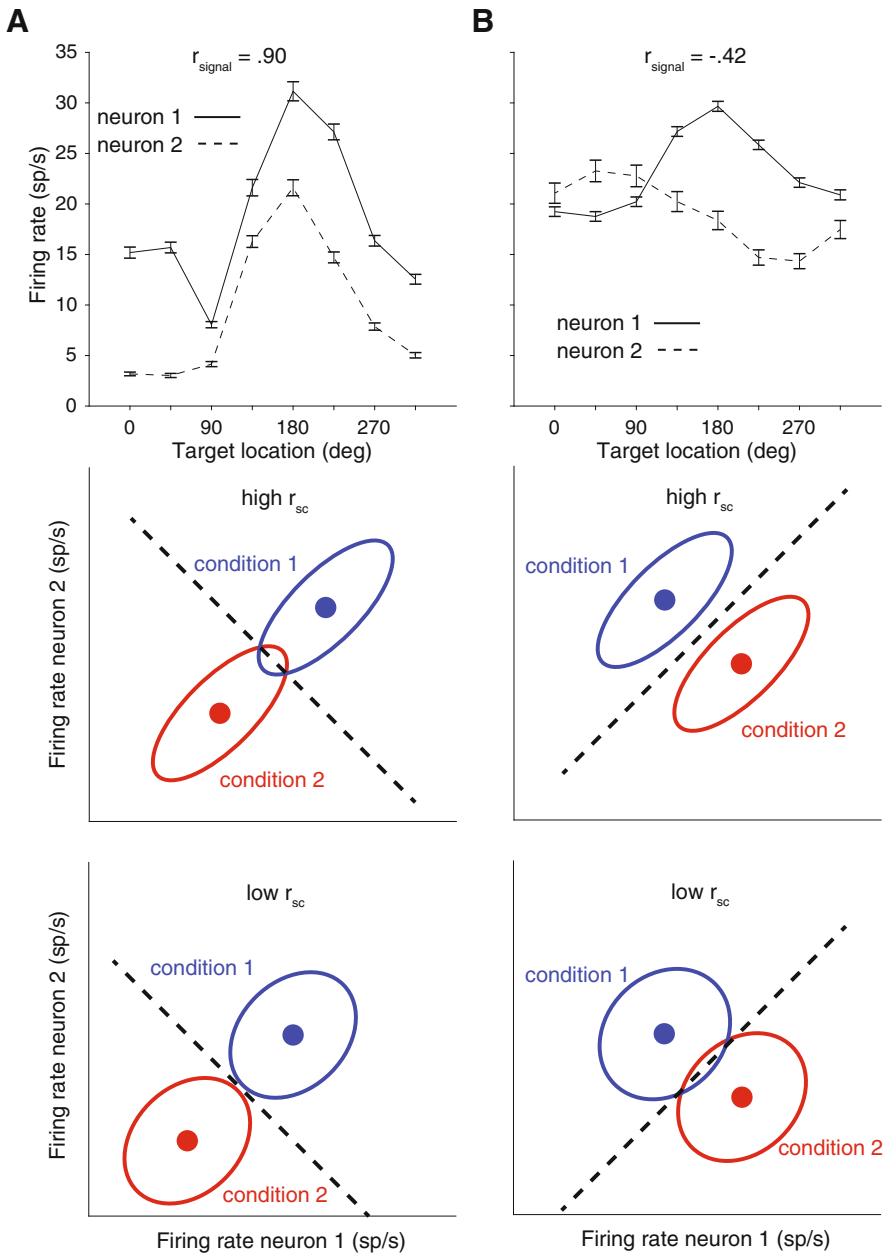 A
r_signal = .90
neuron 1
neuron 2
Firing rate (sp/s)
35
30
25
20
15
10
5
0
0
90
180
270
Target location (deg)
B
r_signal = -.42
neuron 1
neuron 2
0
90
180
270
Target location (deg)
high r_sc
condition 1
condition 2
Firing rate neuron 2 (sp/s)
high r_sc
condition 1
condition 2
low r_sc
condition 1
condition 2
Firing rate neuron 2 (sp/s)
Firing rate neuron 1 (sp/s)
low r_sc
condition 1
condition 2
Firing rate neuron 1 (sp/s)